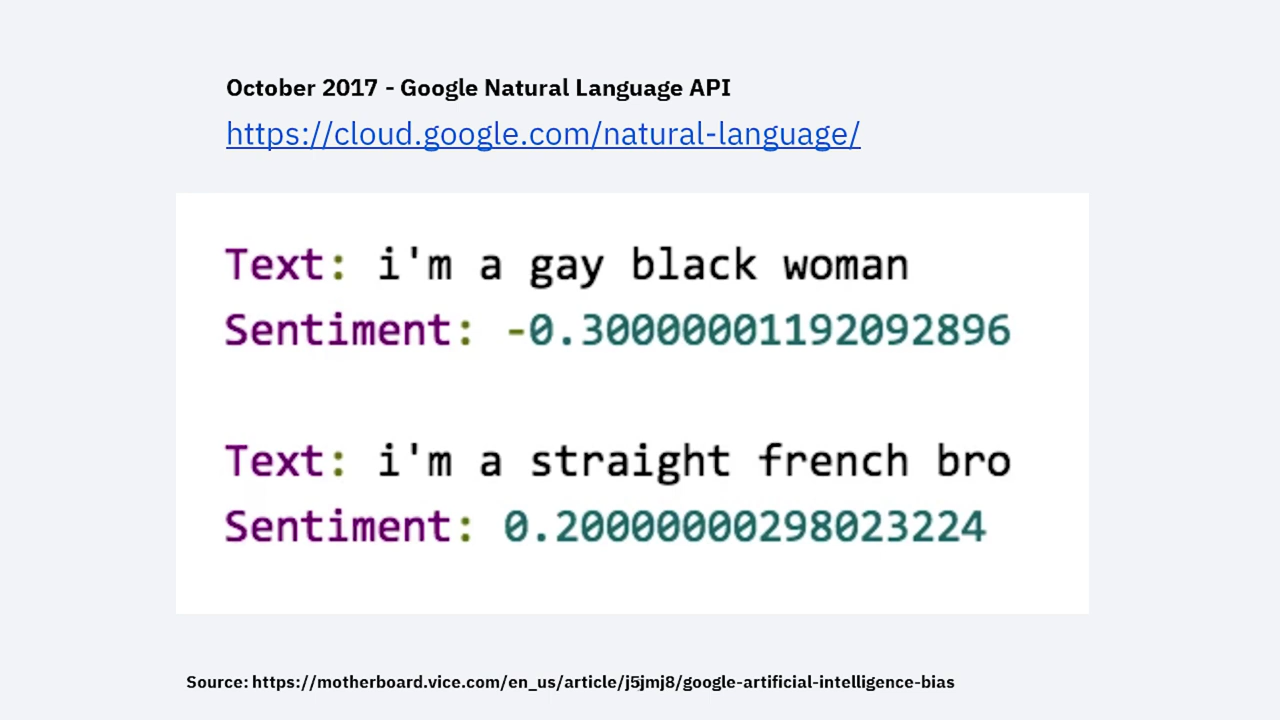 October 2017 - Google Natural Language API
https://cloud.google.com/natural-language/
Text: i'm a gay black woman
Sentiment: -0.30000001192092896
Text: i'm a straight french bro
Sentiment: 0.20000000298023224
Source: https://motherboard.vice.com/en_us/article/j5jmj8/google-artificial-intelligence-bias